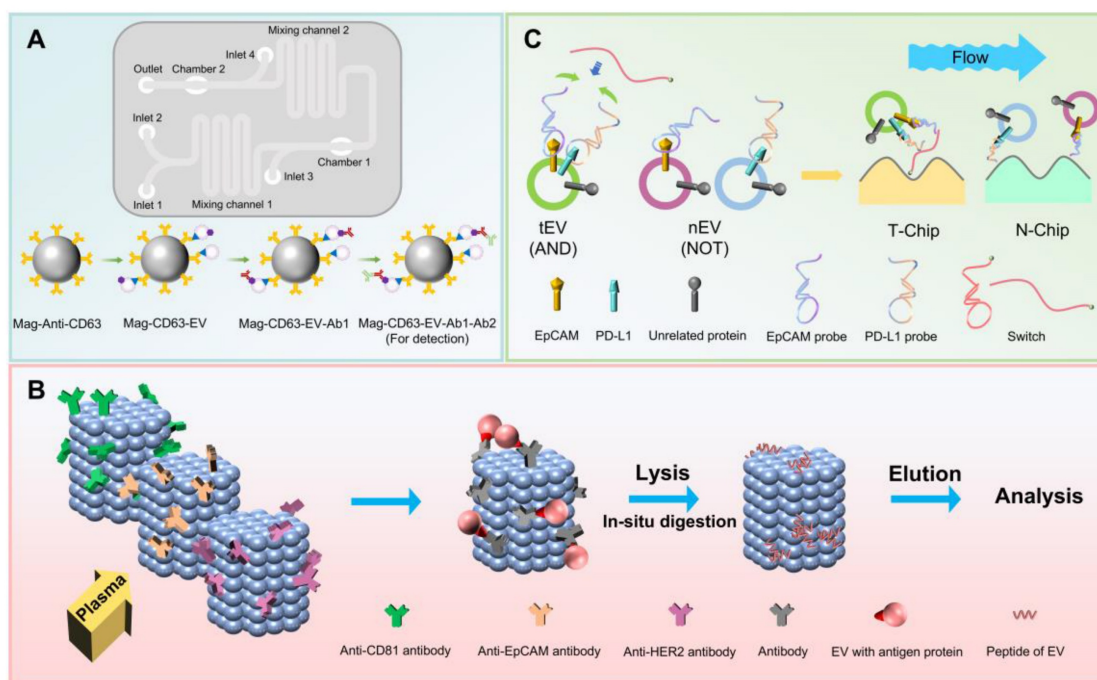 A
Mixing channel 2
Inlet 4
Outlet
Chamber 2
Inlet 2
Chamber 1
Inlet 3
Inlet 1
Mixing channel 1
Mag-Anti-CD63
Mag-CD63-EV
Mag-CD63-EV-Ab1
Mag-CD63-EV-Ab1-Ab2
(For detection)
C
Flow
tEV
(AND)
nEV
(NOT)
T-Chip
N-Chip
EpCAM
PD-L1
Unrelated protein
EpCAM probe
PD-L1 probe
Switch
B
Plasma
Lysis
In-situ digestion
Elution
Analysis
Anti-CD81 antibody
Anti-EpCAM antibody
Anti-HER2 antibody
Antibody
EV with antigen protein
Peptide of EV